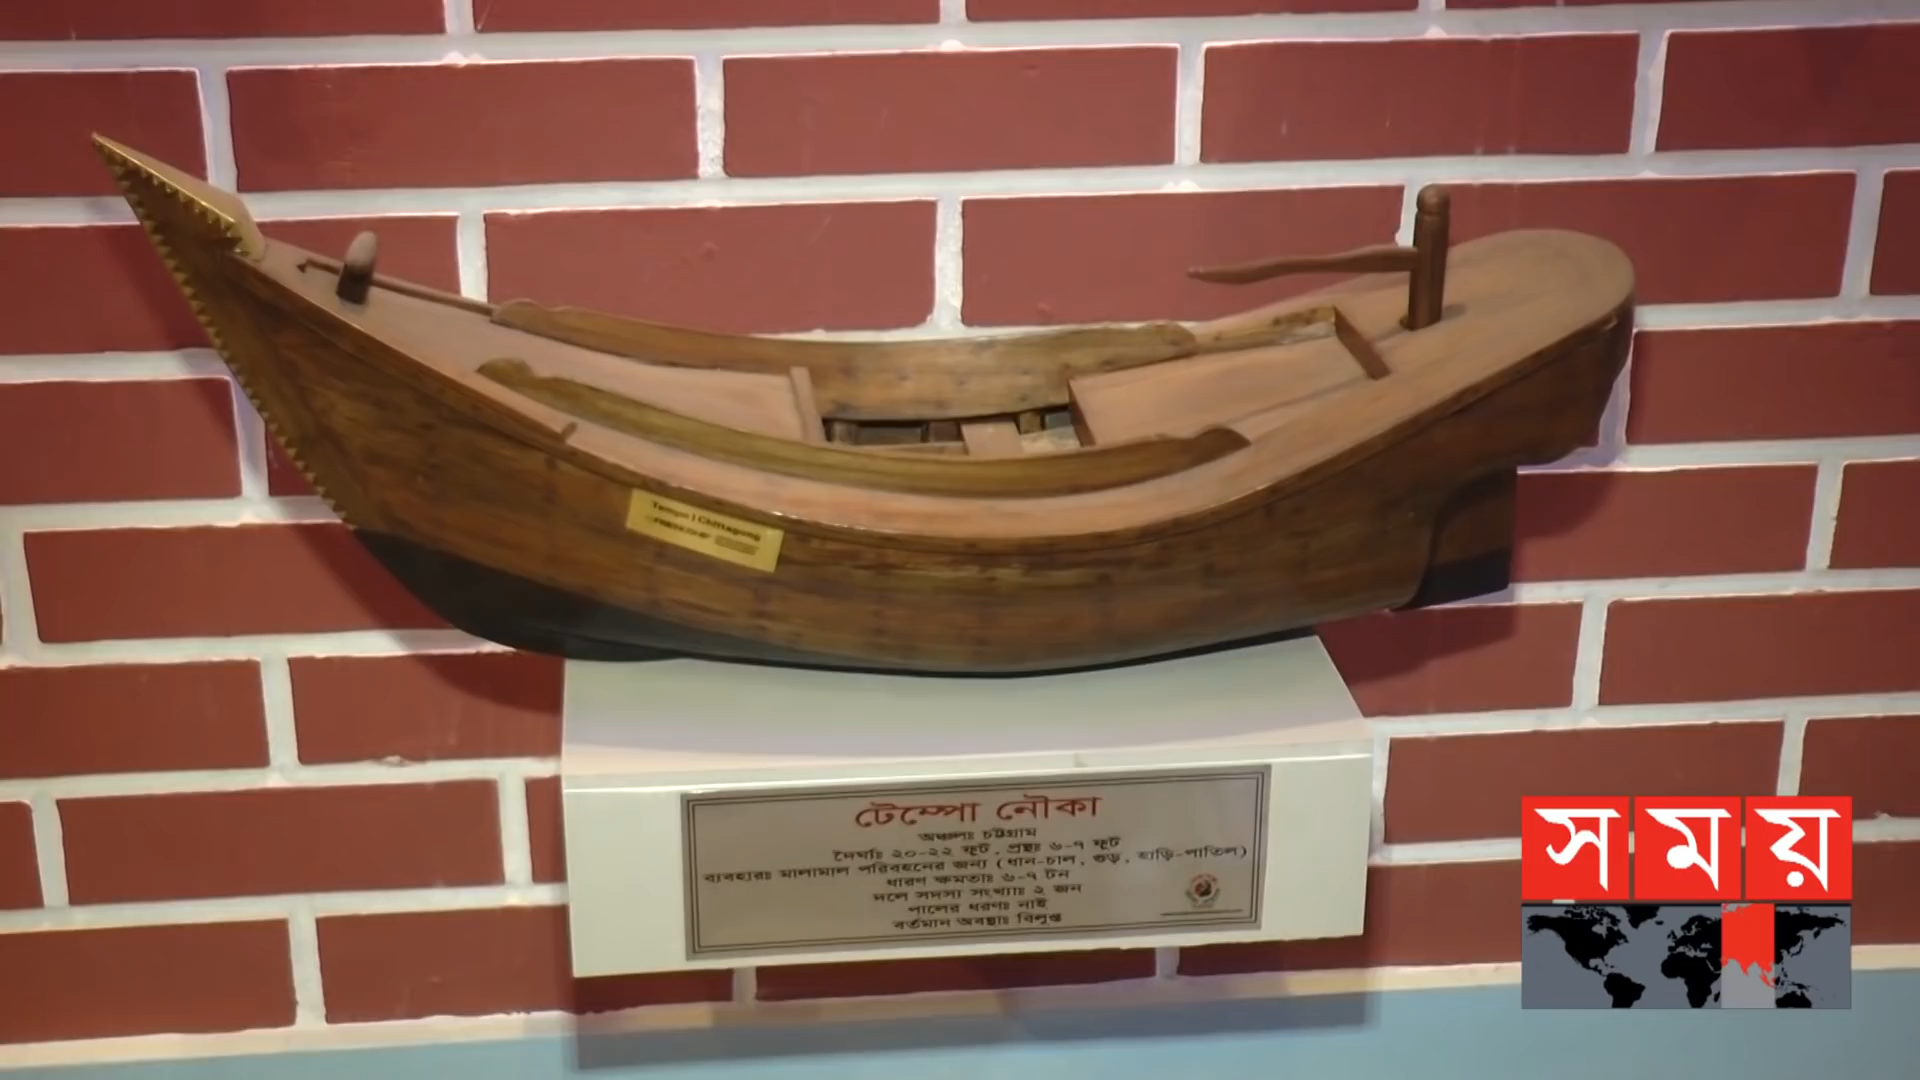 Tempo | Chittagong
টেম্পো নৌকা
অঞ্চলঃ চট্টগ্রাম
দৈর্ঘ্যঃ ২০-২২ ফুট, প্রস্থঃ ৬-৭ ফুট
ব্যবহারঃ মালামাল পরিবহনের জন্য (ধান-চাল, গুড়, হাড়ি-পাতিল)
ধারণ ক্ষমতাঃ ৬-৭ টন
দলে সদস্য সংখ্যাঃ ২ জন
পালের ধরণঃ নাই
বর্তমান অবস্থাঃ বিলুপ্ত
সময়